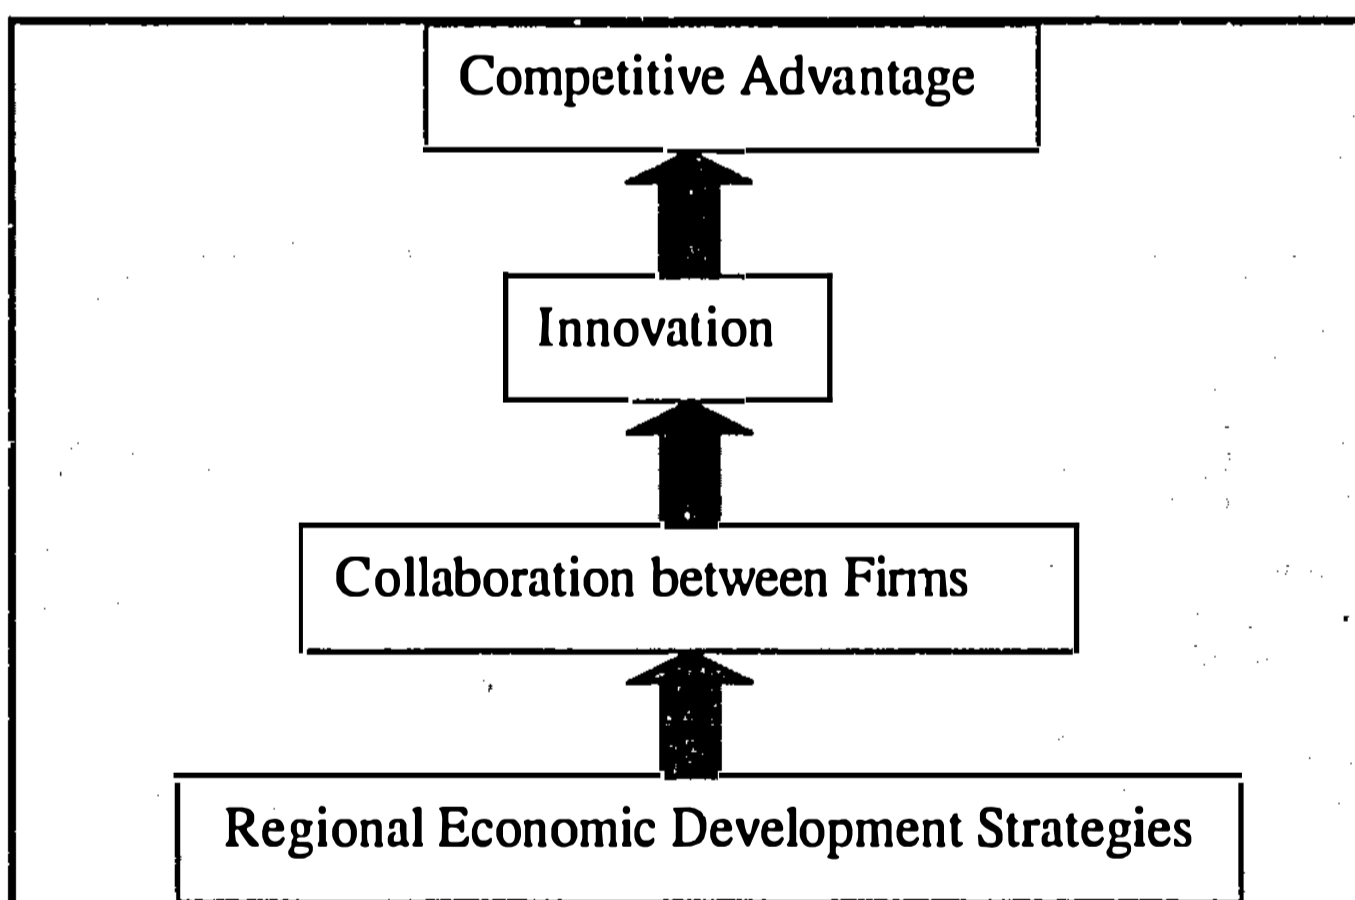 Competitive Advantage
Innovation
Collaboration between Firms
Regional Economic Development Strategies